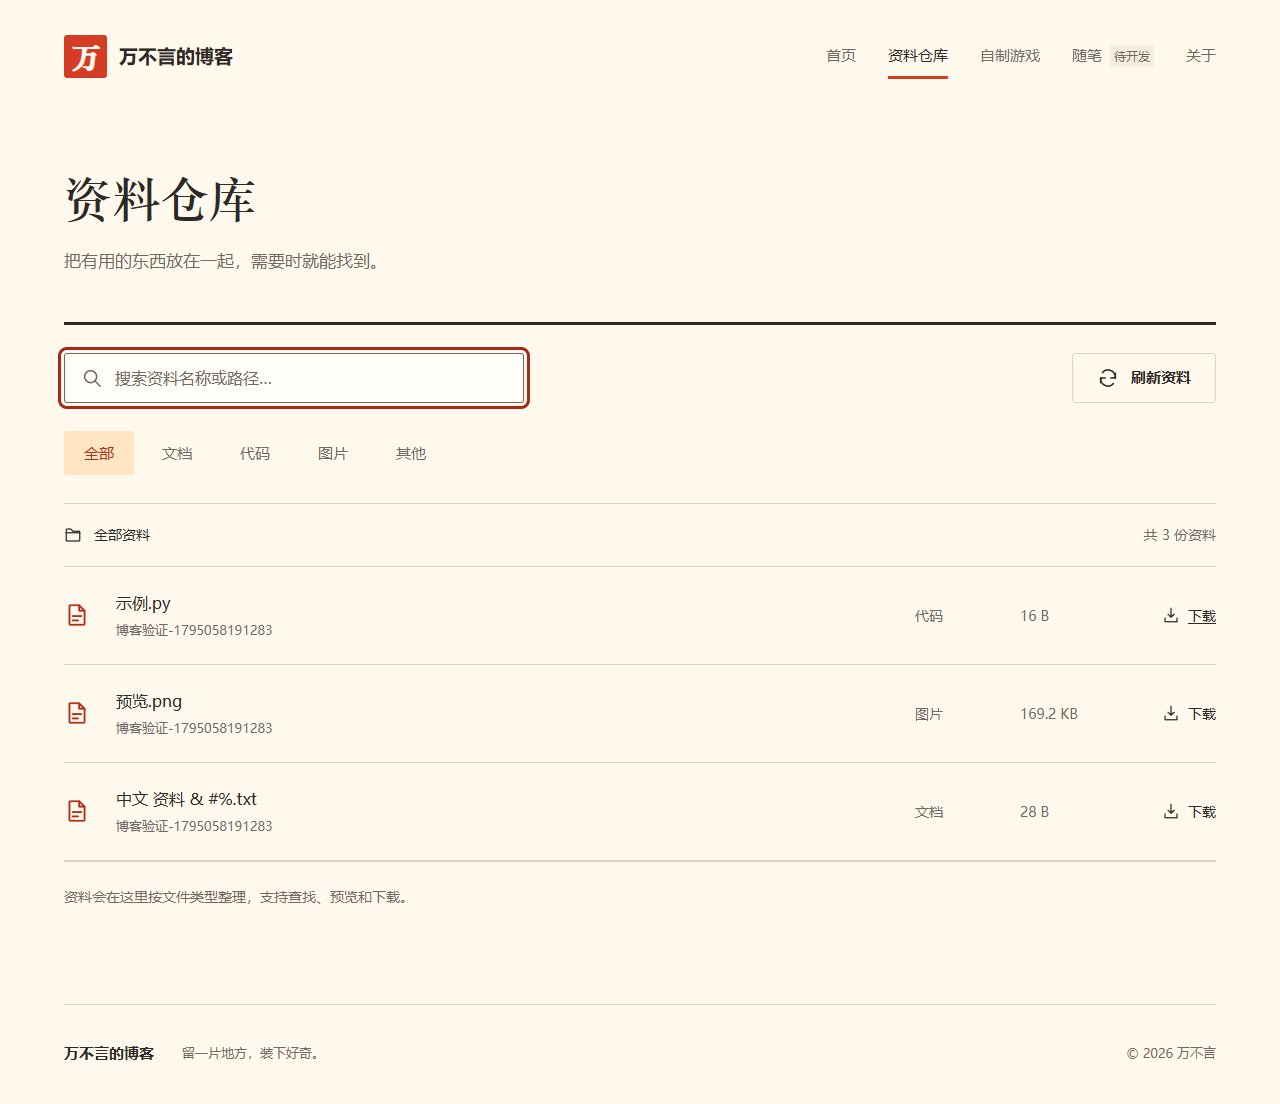 万 万不言的博客
首页 资料仓库 自制游戏 随笔 待开发 关于
资料仓库
把有用的东西放在一起，需要时就能找到。
搜索资料名称或路径...
刷新资料
全部 文档 代码 图片 其他
全部资料 共 3 份资料
示例.py
博客验证-1795058191283
代码 16 B 下载
预览.png
博客验证-1795058191283
图片 169.2 KB 下载
中文 资料 & #%.txt
博客验证-1795058191283
文档 28 B 下载
资料会在这里按文件类型整理，支持查找、预览和下载。
万不言的博客 留一片地方，装下好奇。 © 2026 万不言